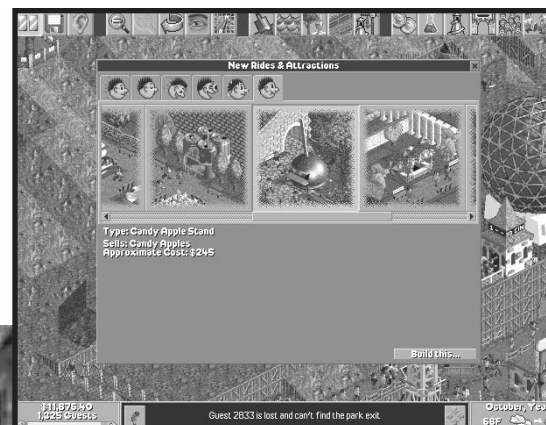 New Rides & Attractions
Type: Candy Apple Stand
Sells: Candy Apples
Approximate Cost: $245
Build this...
$11,876.40
1,325 Guests
Guest 2833 is lost and can't find the park exit
October, Yea
68F